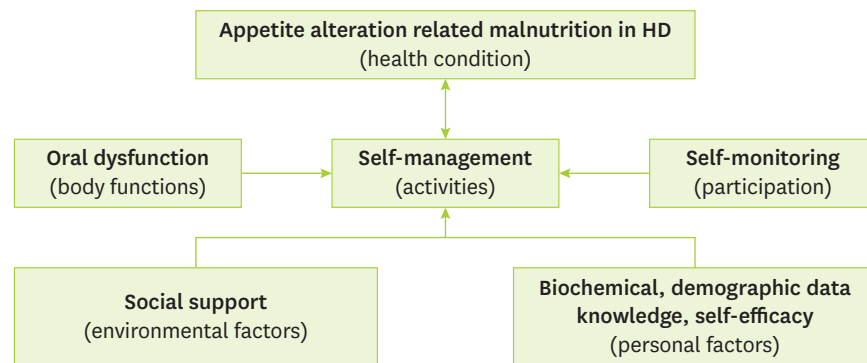 Appetite alteration related malnutrition in HD
(health condition)
Oral dysfunction
(body functions)
Self-management
(activities)
Self-monitoring
(participation)
Social support
(environmental factors)
Biochemical, demographic data
knowledge, self-efficacy
(personal factors)